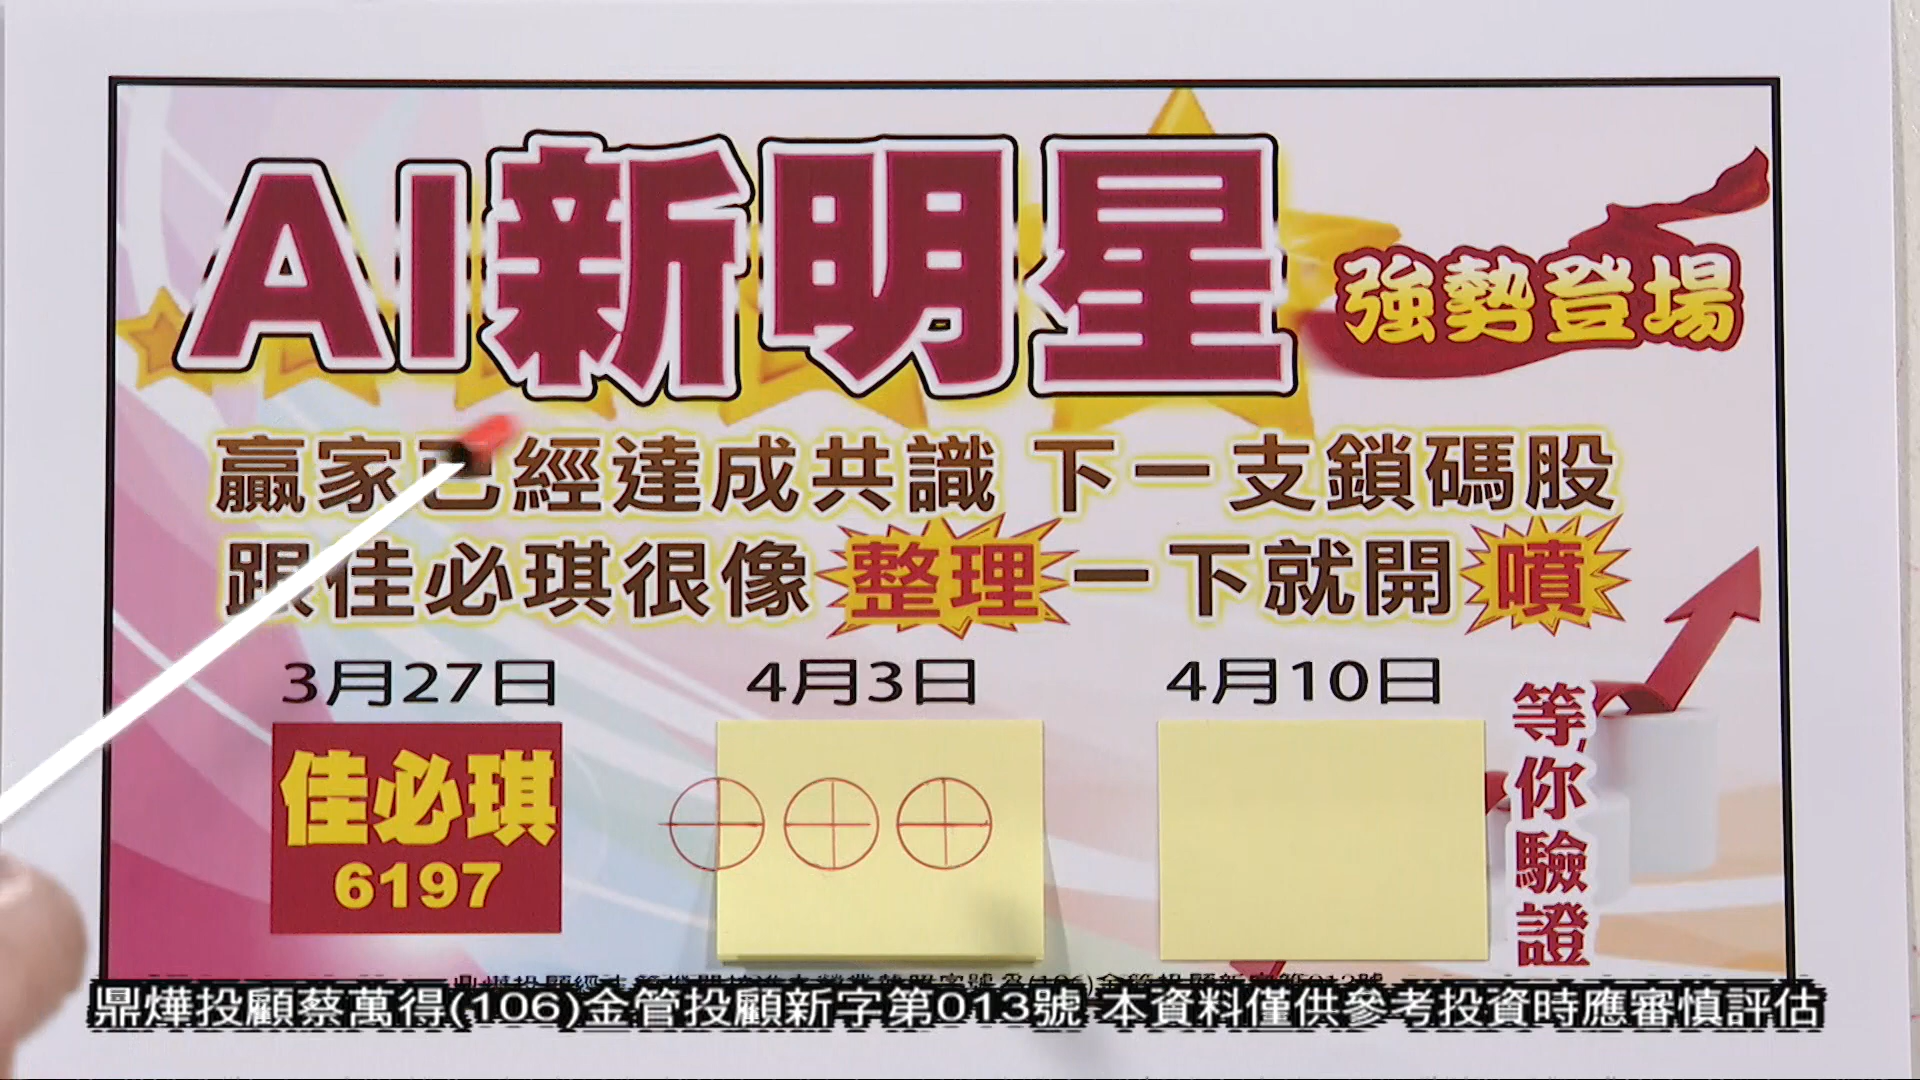 AI新明星
強勢登場
贏家已經達成共識 下一支鎖碼股
跟佳必琪很像整理一下就開噴
3月27日
4月3日
4月10日
佳必琪
6197
等你驗證
鼎燁投顧蔡萬得(106)金管投顧新字第013號 本資料僅供參考投資時應審慎評估